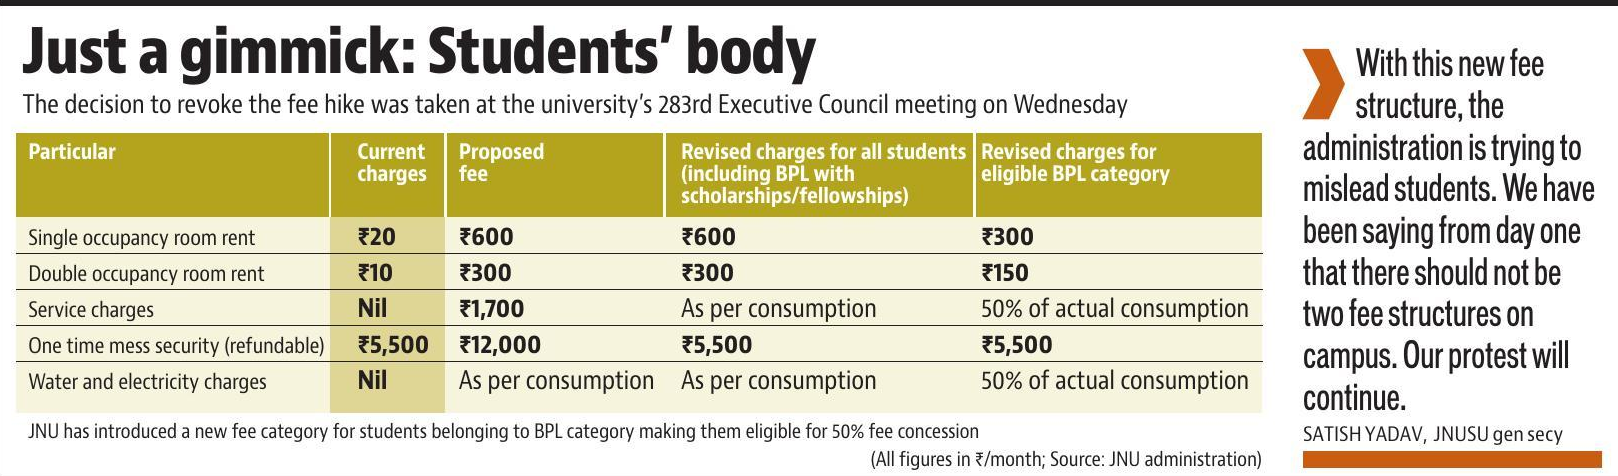 Just a gimmick: Students’ body
The decision to revoke the fee hike was taken at the university’s 283rd Executive Council meeting on Wednesday
Particular
Current
charges
Proposed
fee
Revised charges for all students
(including BPL with
scholarships/fellowships)
Revised charges for
eligible BPL category
Single occupancy room rent ₹20 ₹600 ₹600 ₹300
Double occupancy room rent ₹10 ₹300 ₹300 ₹150
Service charges Nil ₹1,700 As per consumption 50% of actual consumption
One time mess security (refundable) ₹5,500 ₹12,000 ₹5,500 ₹5,500
Water and electricity charges Nil As per consumption As per consumption 50% of actual consumption
JNU has introduced a new fee category for students belonging to BPL category making them eligible for 50% fee concession
(All figures in ₹/month; Source: JNU administration)
With this new fee
structure, the
administration is trying to
mislead students. We have
been saying from day one
that there should not be
two fee structures on
campus. Our protest will
continue.
SATISH YADAV, JNUSU gen secy